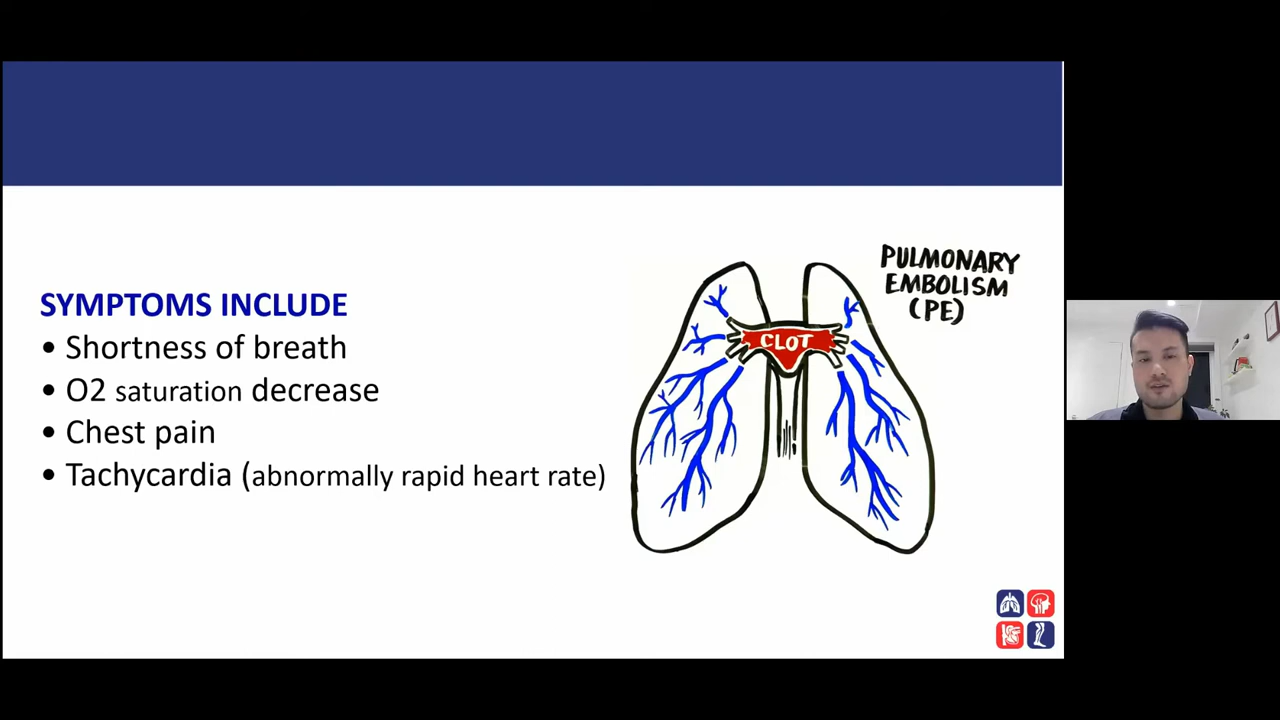 SYMPTOMS INCLUDE
• Shortness of breath
• O2 saturation decrease
• Chest pain
• Tachycardia (abnormally rapid heart rate)
PULMONARY
EMBOLISM
(PE)
CLOT